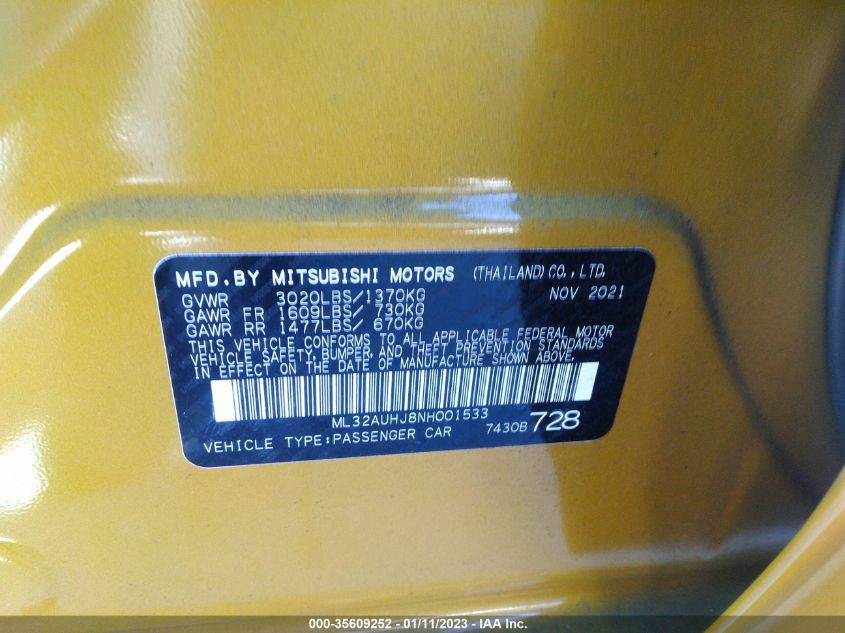 MFD. BY MITSUBISHI MOTORS (THAILAND) CO., LTD.
GVWR 3020LBS/1370KG NOV 2021
GAWR FR 1609LBS/ 730KG
GAWR RR 1477LBS/ 670KG
THIS VEHICLE CONFORMS TO ALL APPLICABLE FEDERAL MOTOR
VEHICLE SAFETY, BUMPER, AND THEFT PREVENTION STANDARDS
IN EFFECT ON THE DATE OF MANUFACTURE SHOWN ABOVE.
ML32AUHJ8NH001533
VEHICLE TYPE:PASSENGER CAR 7430B 728
000-35609252 - 01/11/2023 - IAA Inc.